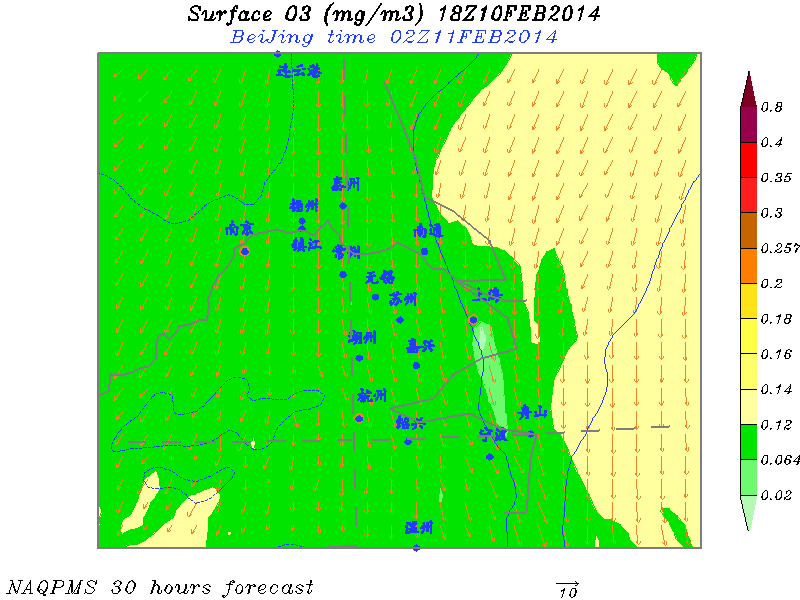 Surface O3 (mg/m3) 18Z10FEB2014
BeiJing time 02Z11FEB2014
连云港
泰州
扬州
南京
镇江
常州
南通
无锡
苏州
上海
湖州
嘉兴
杭州
绍兴
舟山
宁波
温州
0.8
0.4
0.35
0.3
0.257
0.2
0.18
0.16
0.14
0.12
0.064
0.02
NAQPMS 30 hours forecast
10